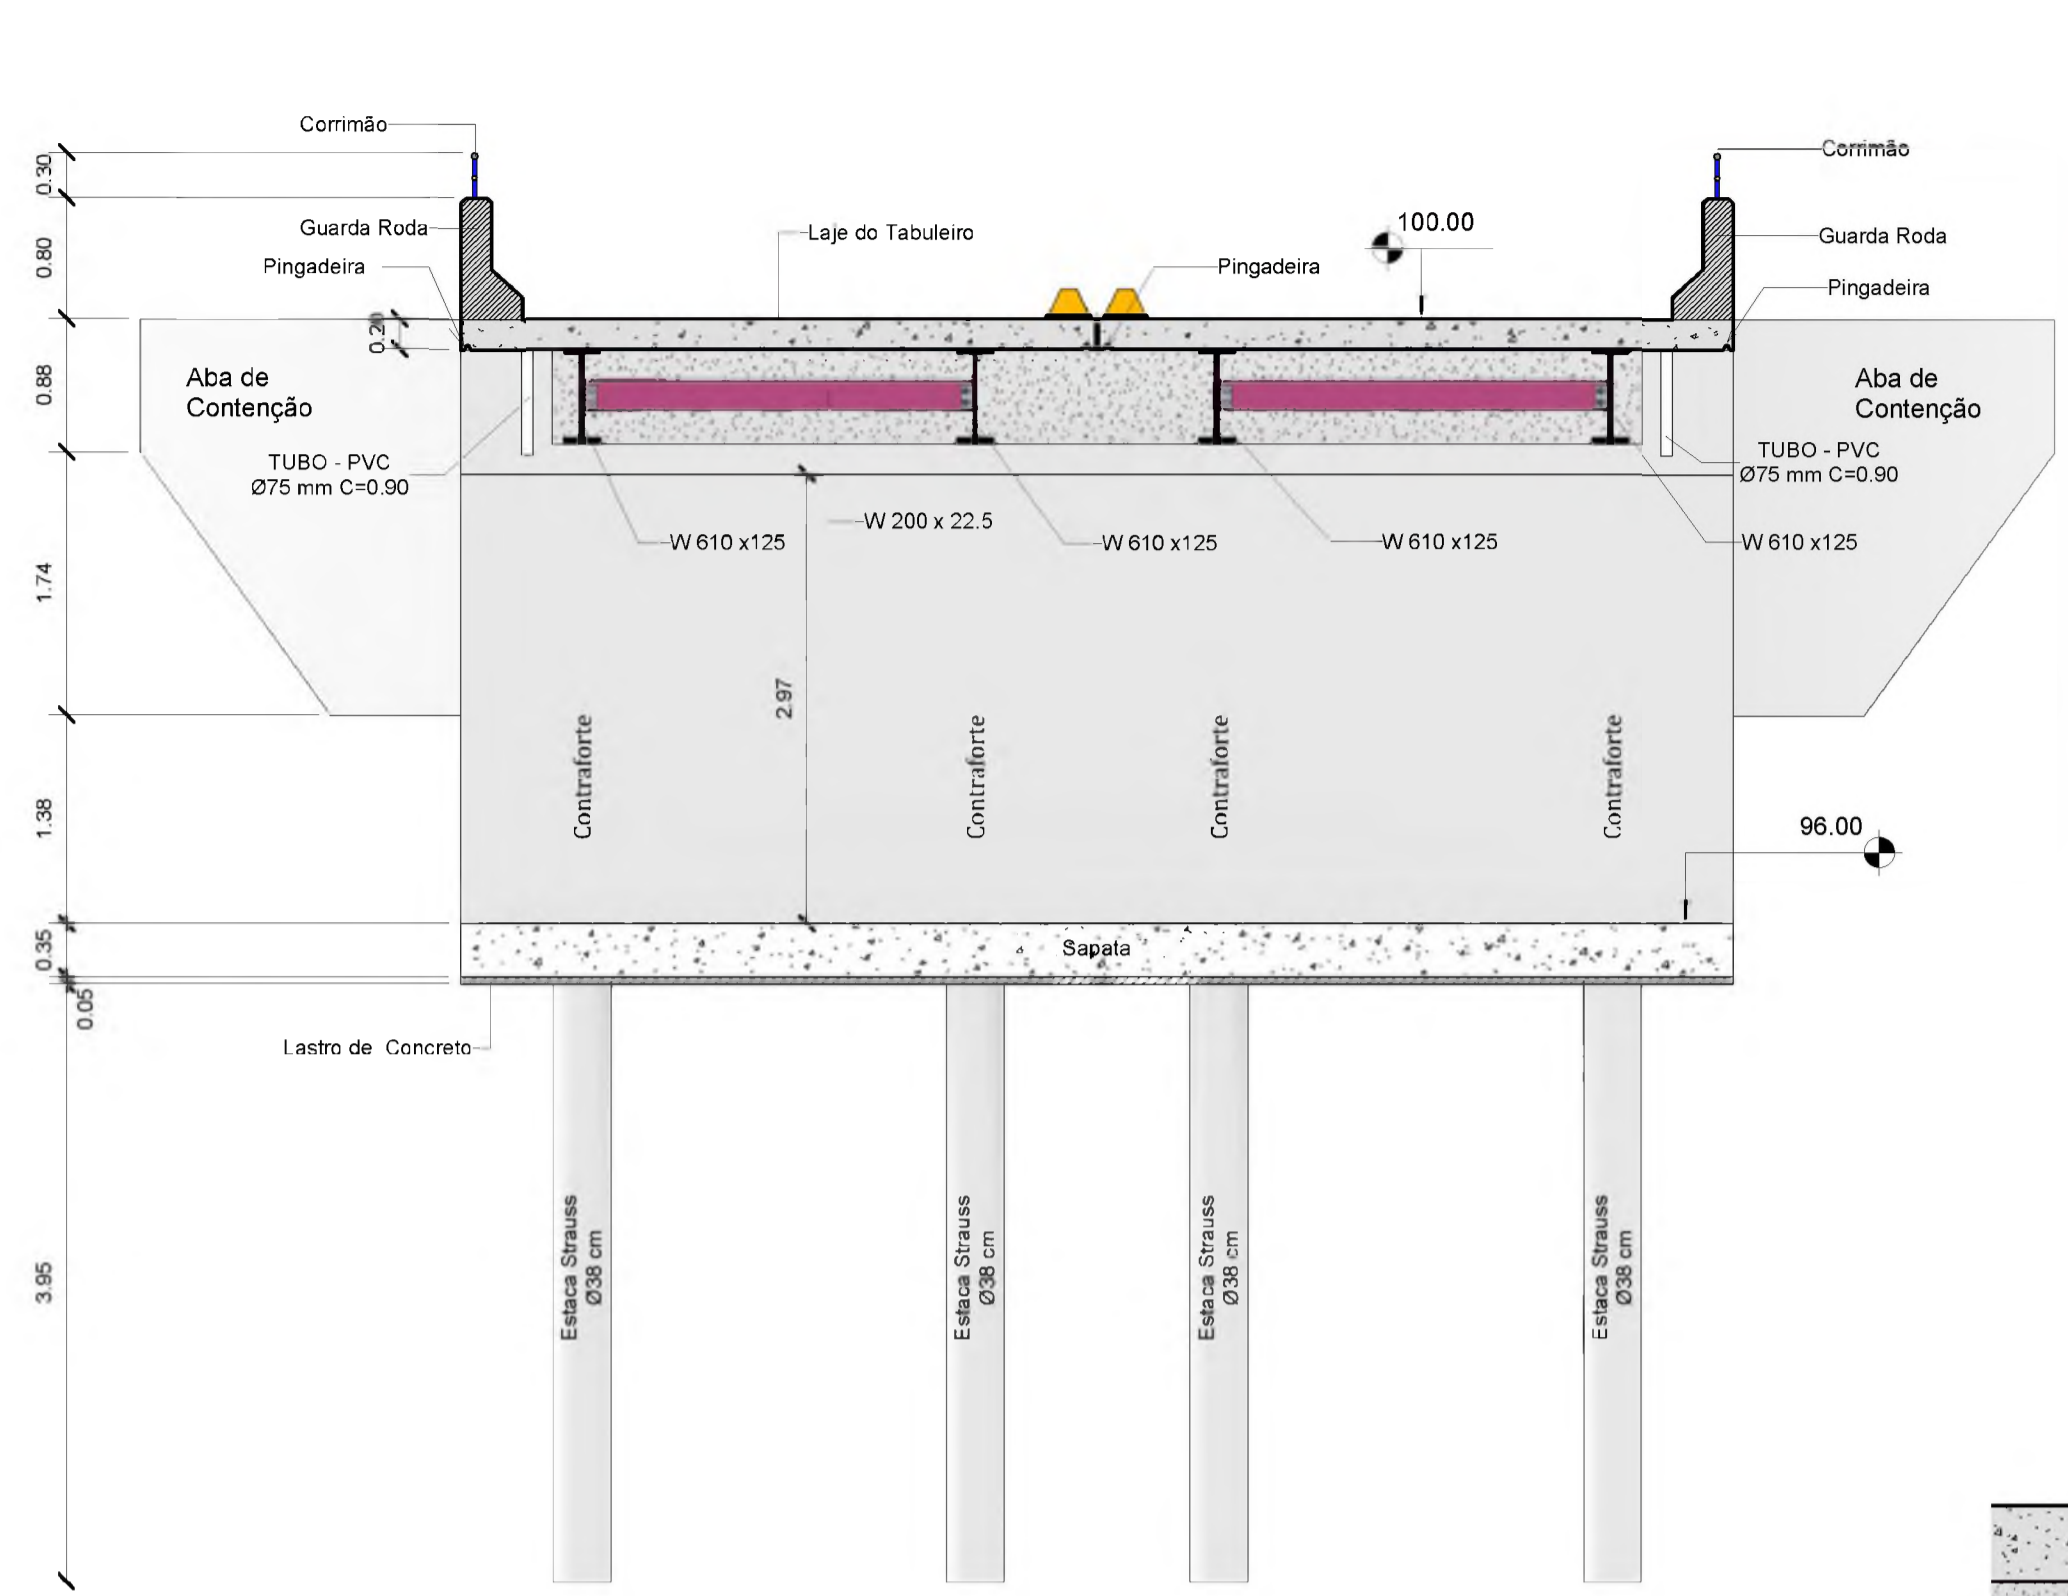 Corrimão
Corrimão
0.30
Guarda Roda
Laje do Tabuleiro
100.00
Guarda Roda
0.80
Pingadeira
Pingadeira
Pingadeira
0.20
0.88
Aba de
Contenção
Aba de
Contenção
TUBO - PVC
Ø75 mm C=0.90
TUBO - PVC
Ø75 mm C=0.90
W 200 x 22.5
W 610 x125
W 610 x125
W 610 x125
W 610 x125
1.74
2.97
Contraforte
Contraforte
Contraforte
Contraforte
1.38
96.00
0.35
Sapata
0.05
Lastro de Concreto
Estaca Strauss
Ø38 cm
Estaca Strauss
Ø38 cm
Estaca Strauss
Ø38 cm
Estaca Strauss
Ø38 cm
3.95